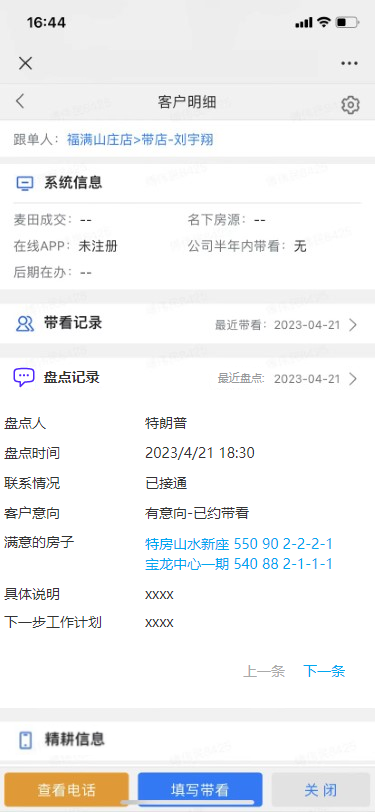 16:44
客户明细
跟单人：福满山庄店>带店-刘宇翔
系统信息
麦田成交：-- 名下房源：--
在线APP：未注册 公司半年内带看：无
后期在办：--
带看记录 最近带看：2023-04-21
盘点记录 最近盘点：2023-04-21
盘点人 特朗普
盘点时间 2023/4/21 18:30
联系情况 已接通
客户意向 有意向-已约带看
满意的房子 特房山水新座 550 90 2-2-2-1
宝龙中心一期 540 88 2-1-1-1
具体说明 xxxx
下一步工作计划 xxxx
上一条 下一条
精耕信息
查看电话 填写带看 关 闭